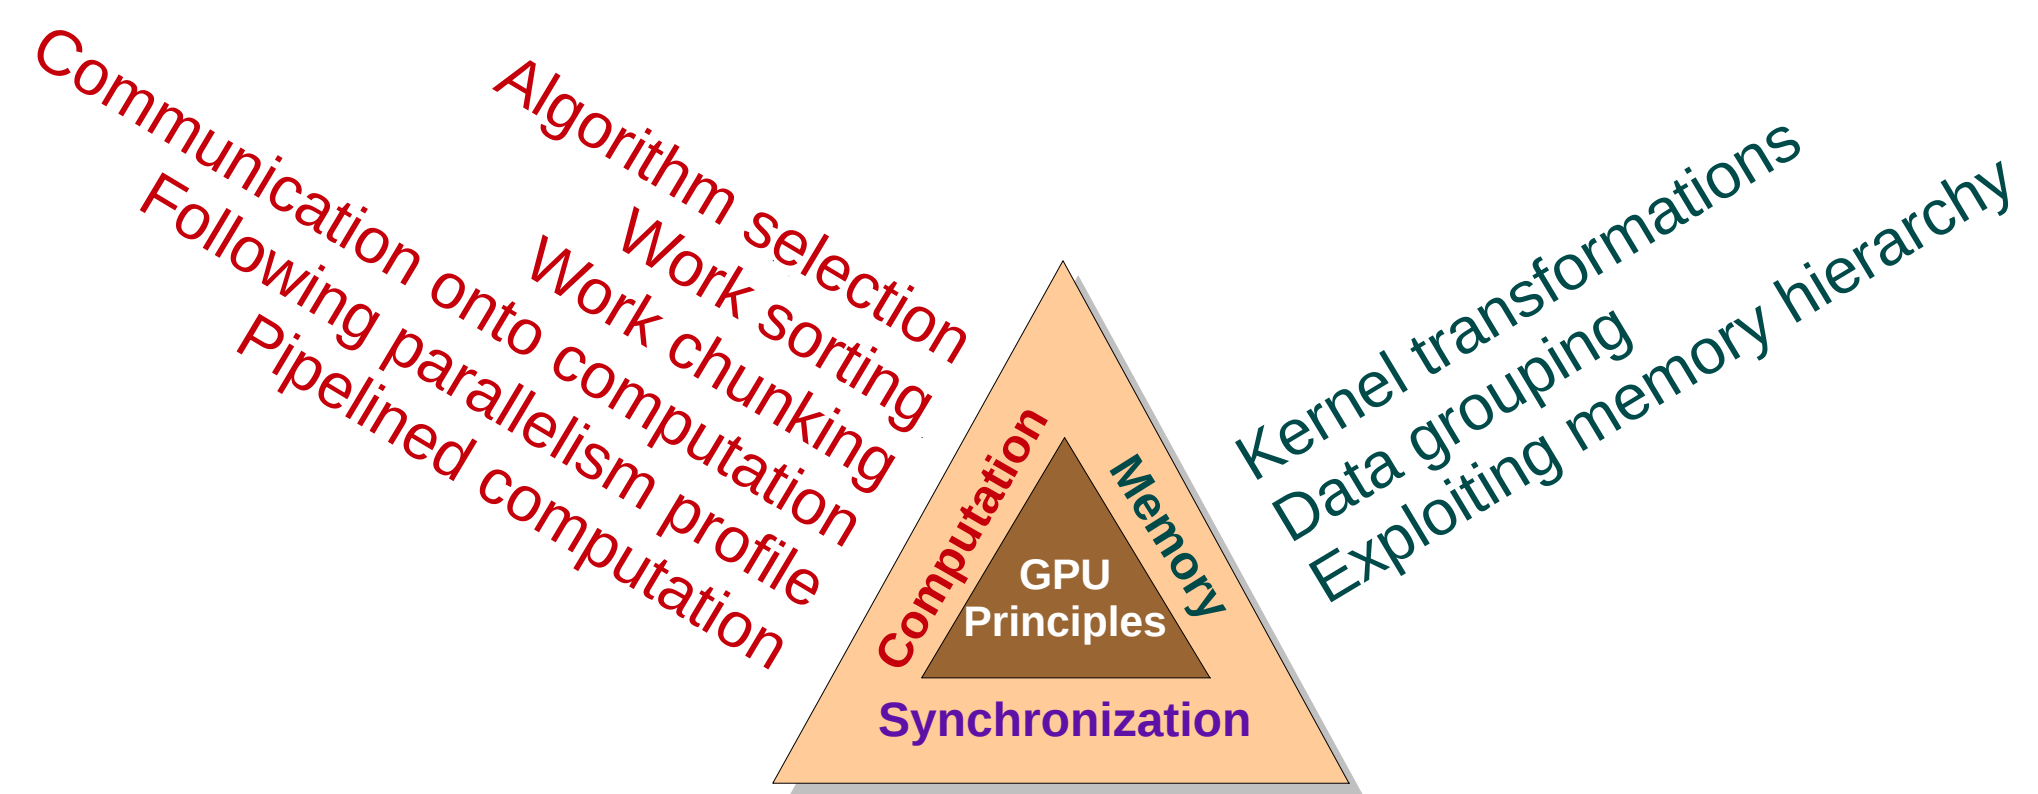 Algorithm selection
Work sorting
Work chunking
Communication onto computation
Following parallelism profile
Pipelined computation
Kernel transformations
Data grouping
Exploiting memory hierarchy
Computation
Memory
GPU
Principles
Synchronization